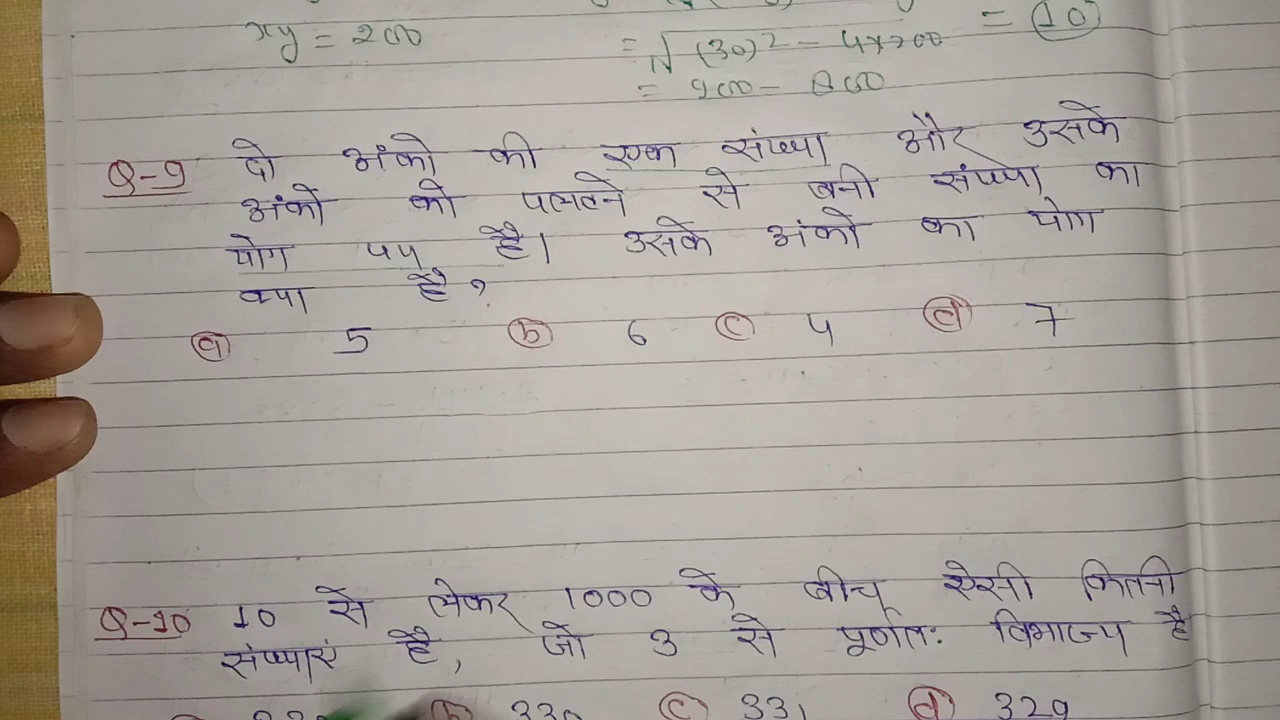 xy = 200
= √(30)² - 4×200 = 10
= 900 - 800
Q-9 दो अंको की एक संख्या और उसके
अंकों को पलटने से बनी संख्या का
योग 55 है। उसके अंकों का योग
क्या है?
(a) 5 (b) 6 (c) 4 (d) 7
Q-10 10 से लेकर 1000 के बीच ऐसी कितनी
संख्याएं है, जो 3 से पूर्णतः विभाज्य है
(b) 330 (c) 331 (d) 329